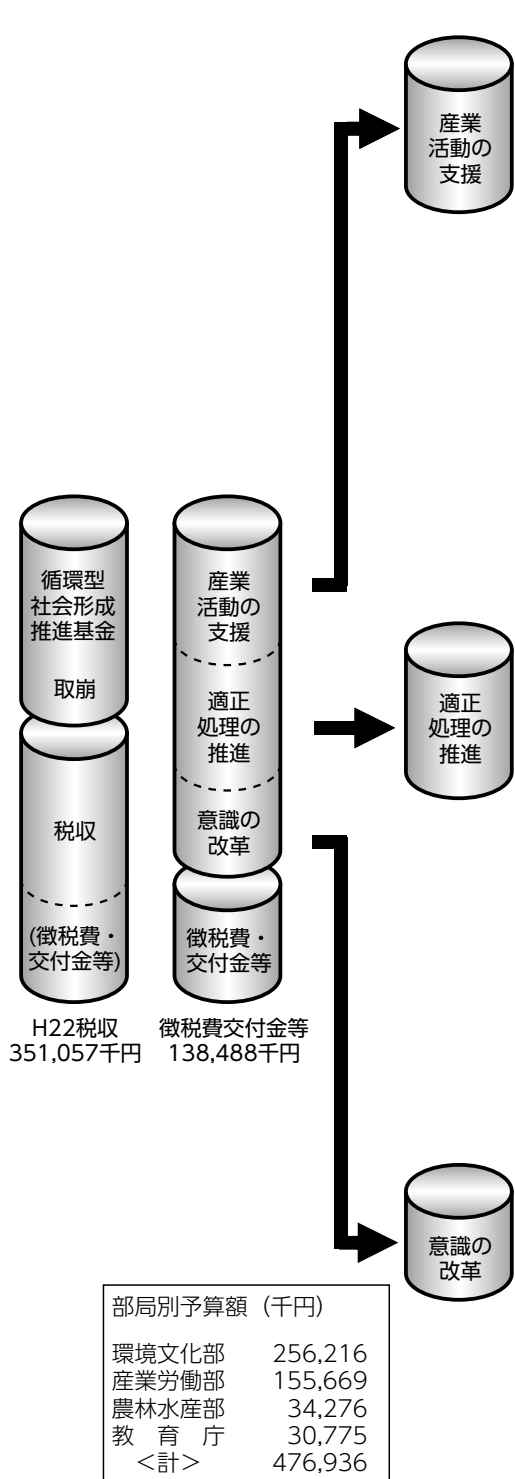 産業
活動の
支援
循環型
社会形成
推進基金
取崩
税収
(徴税費・
交付金等)
H22税収
351,057千円
産業
活動の
支援
適正
処理の
推進
意識の
改革
徴税費・
交付金等
徴税費交付金等
138,488千円
適正
処理の
推進
意識の
改革
部局別予算額（千円）
環境文化部 256,216
産業労働部 155,669
農林水産部 34,276
教　育　庁 30,775
＜計＞ 476,936